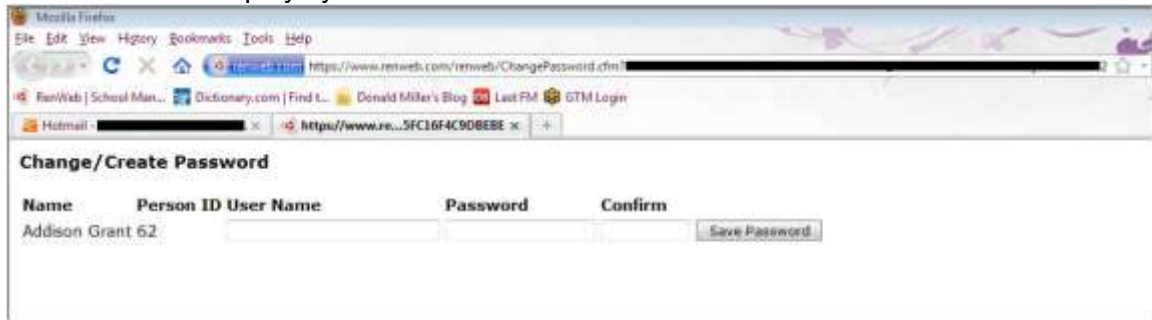 Mozilla Firefox
File Edit View History Bookmarks Tools Help
renweb.com https://www.renweb.com/renweb/ChangePassword.cfm?
RenWeb | School Man... Dictionary.com | Find t... Donald Miller's Blog Last FM GTM Login
Hotmail - https://www.re...5FC16F4C9DBEBE
Change/Create Password
Name Person ID User Name Password Confirm
Addison Grant 62 Save Password